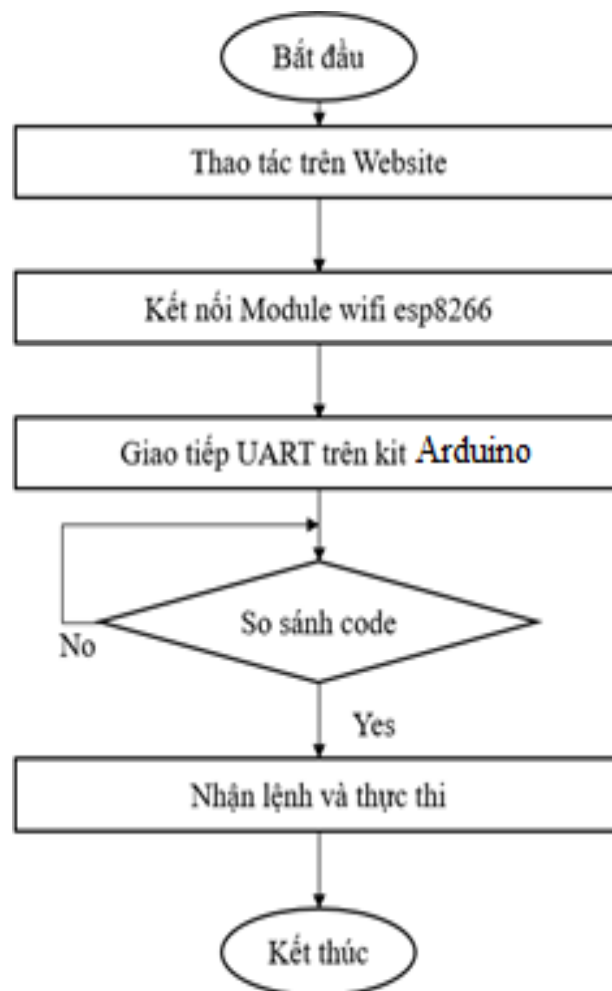 Bắt đầu
Thao tác trên Website
Kết nối Module wifi esp8266
Giao tiếp UART trên kit Arduino
So sánh code
No
Yes
Nhận lệnh và thực thi
Kết thúc